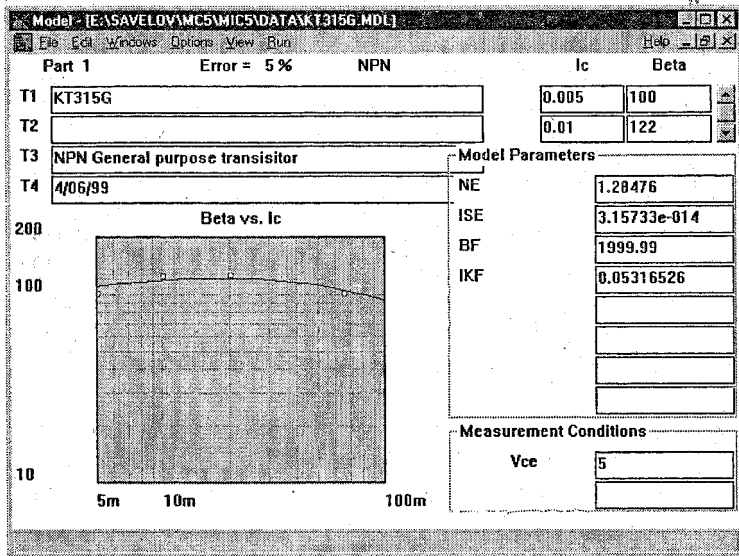 Model - [E:\SAVELOV\MC5\MIC5\DATA\KT315G.MDL]
File Edit Windows Options View Run Help
Part 1 Error = 5 % NPN Ic Beta
T1 KT315G 0.005 100
T2 0.01 122
T3 NPN General purpose transisitor
T4 4/06/99
Model Parameters
NE 1.28476
ISE 3.15733e-014
BF 1999.99
IKF 0.05316526
Beta vs. Ic
200
100
10
5m 10m 100m
Measurement Conditions
Vce 5